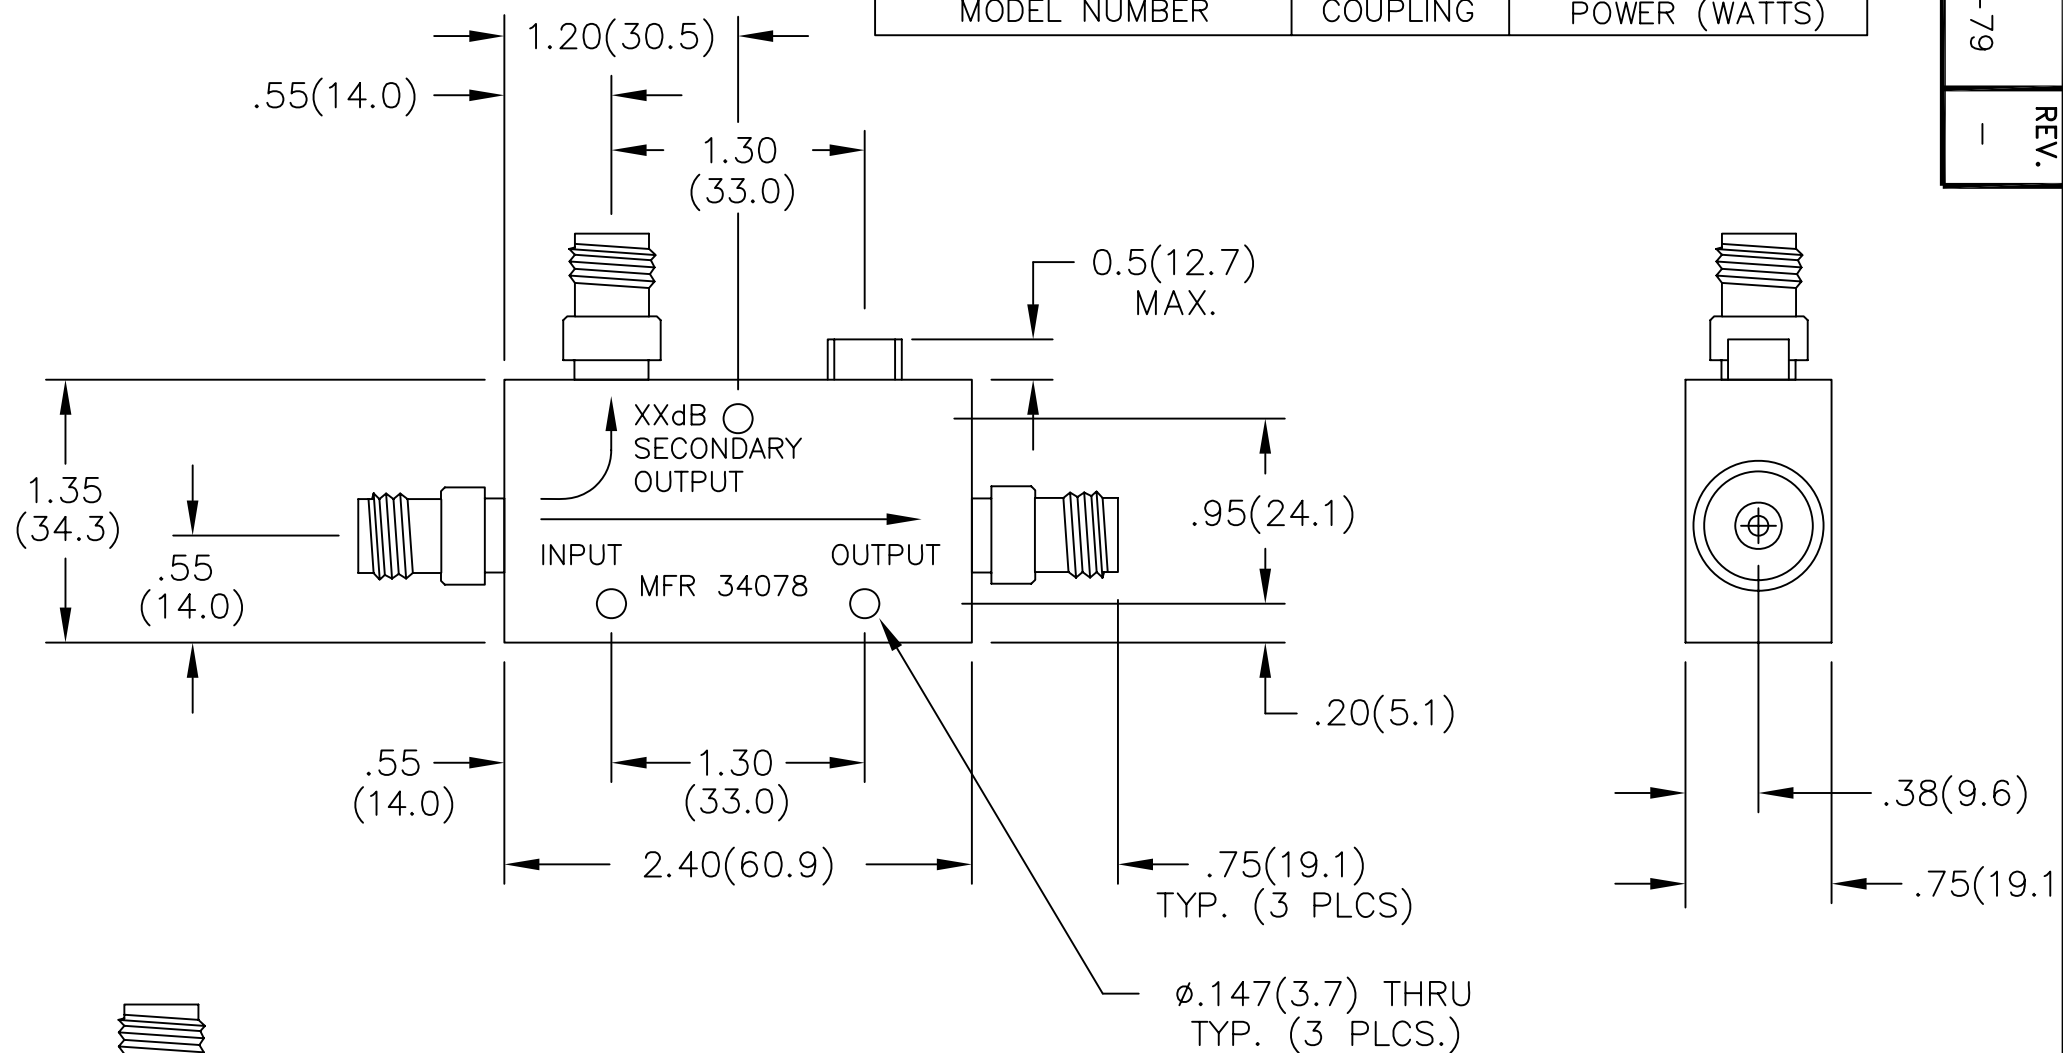 MODEL NUMBER COUPLING POWER (WATTS)
-79
REV.
-
1.20(30.5)
.55(14.0)
1.30
(33.0)
0.5(12.7)
MAX.
XXdB
SECONDARY
OUTPUT
1.35
(34.3)
.55
(14.0)
INPUT OUTPUT
MFR 34078
.95(24.1)
.20(5.1)
.55
(14.0)
1.30
(33.0)
2.40(60.9)
.75(19.1)
TYP. (3 PLCS)
.38(9.6)
.75(19.1
ø.147(3.7) THRU
TYP. (3 PLCS.)